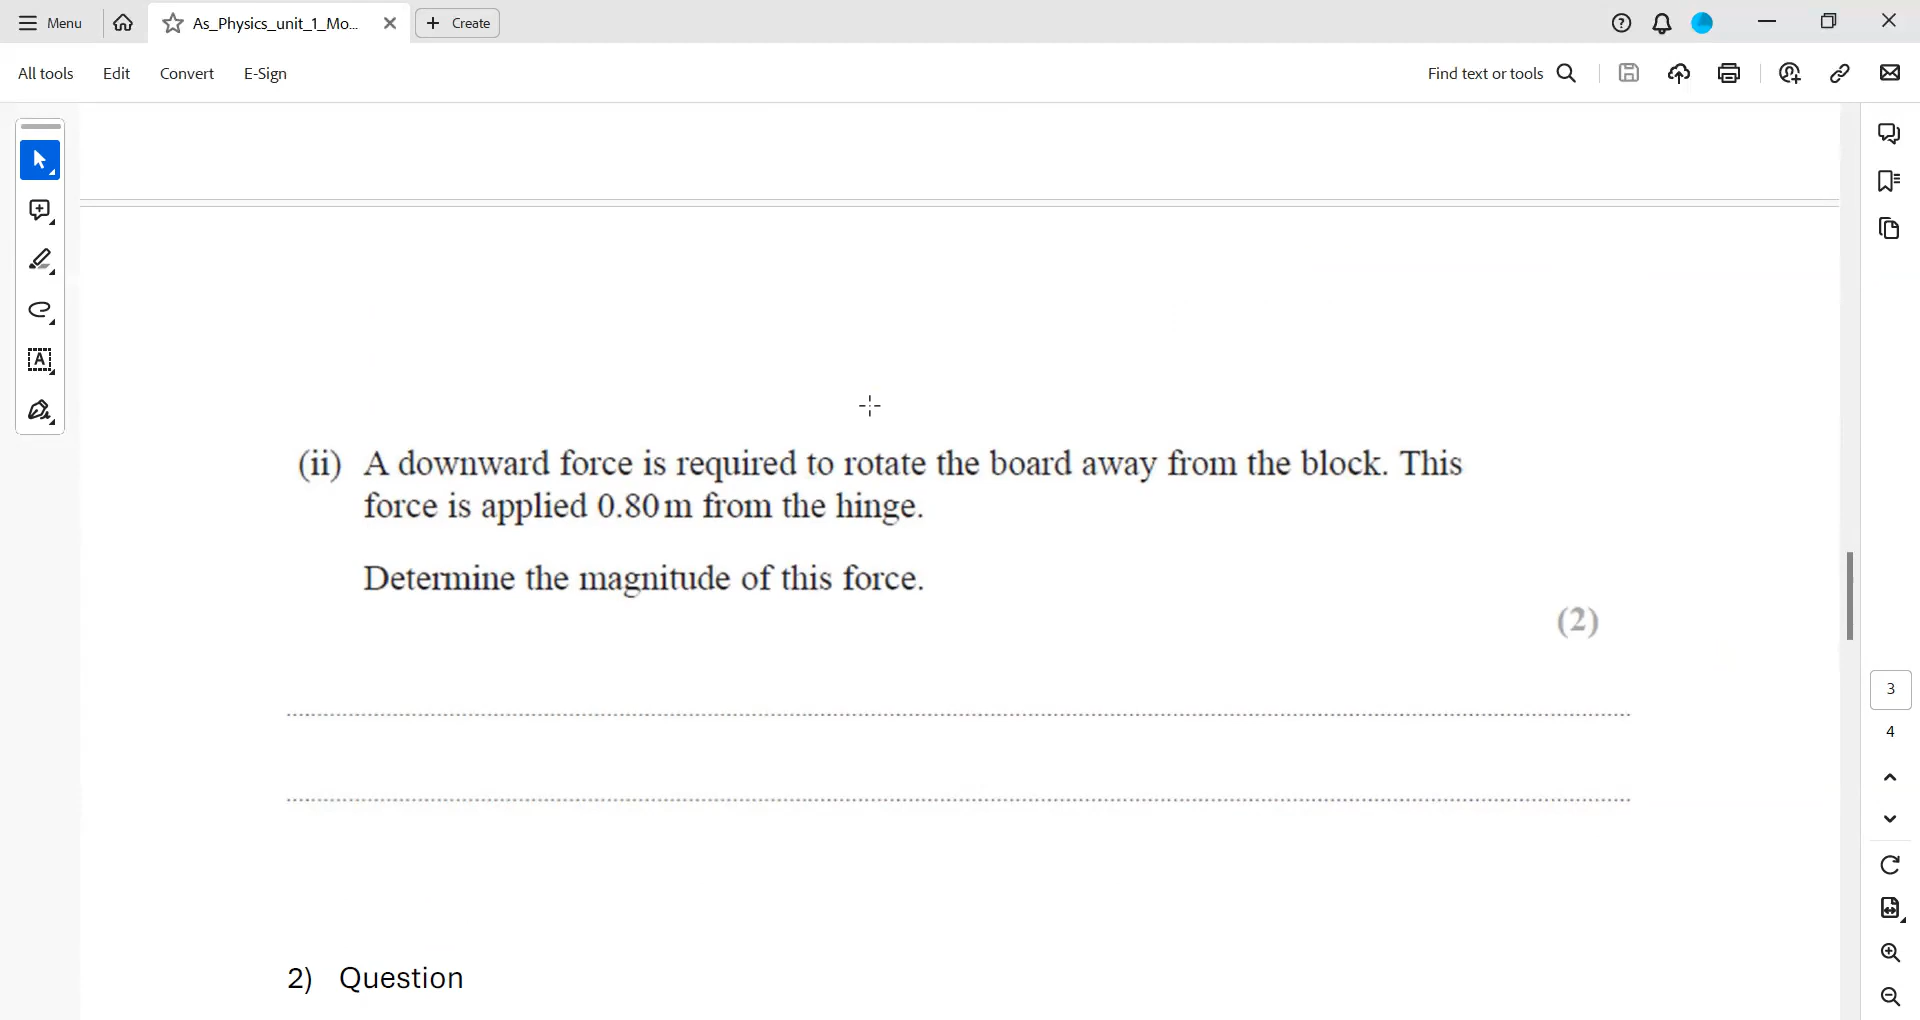 Menu
As_Physics_unit_1_Mo...
Create
All tools
Edit
Convert
E-Sign
Find text or tools
(ii) A downward force is required to rotate the board away from the block. This
force is applied 0.80 m from the hinge.
Determine the magnitude of this force.
(2)
2) Question
3
4